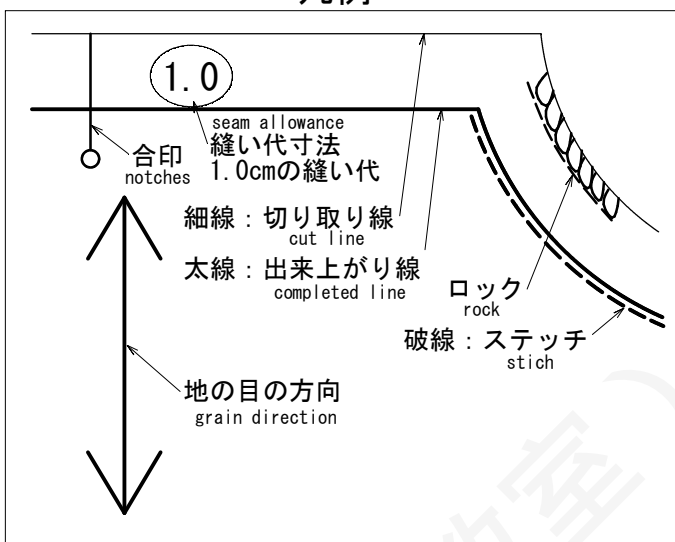 凡例
1.0
seam allowance
縫い代寸法
1.0cmの縫い代
合印
notches
細線：切り取り線
cut line
太線：出来上がり線
completed line
ロック
rock
破線：ステッチ
stich
地の目の方向
grain direction
室）